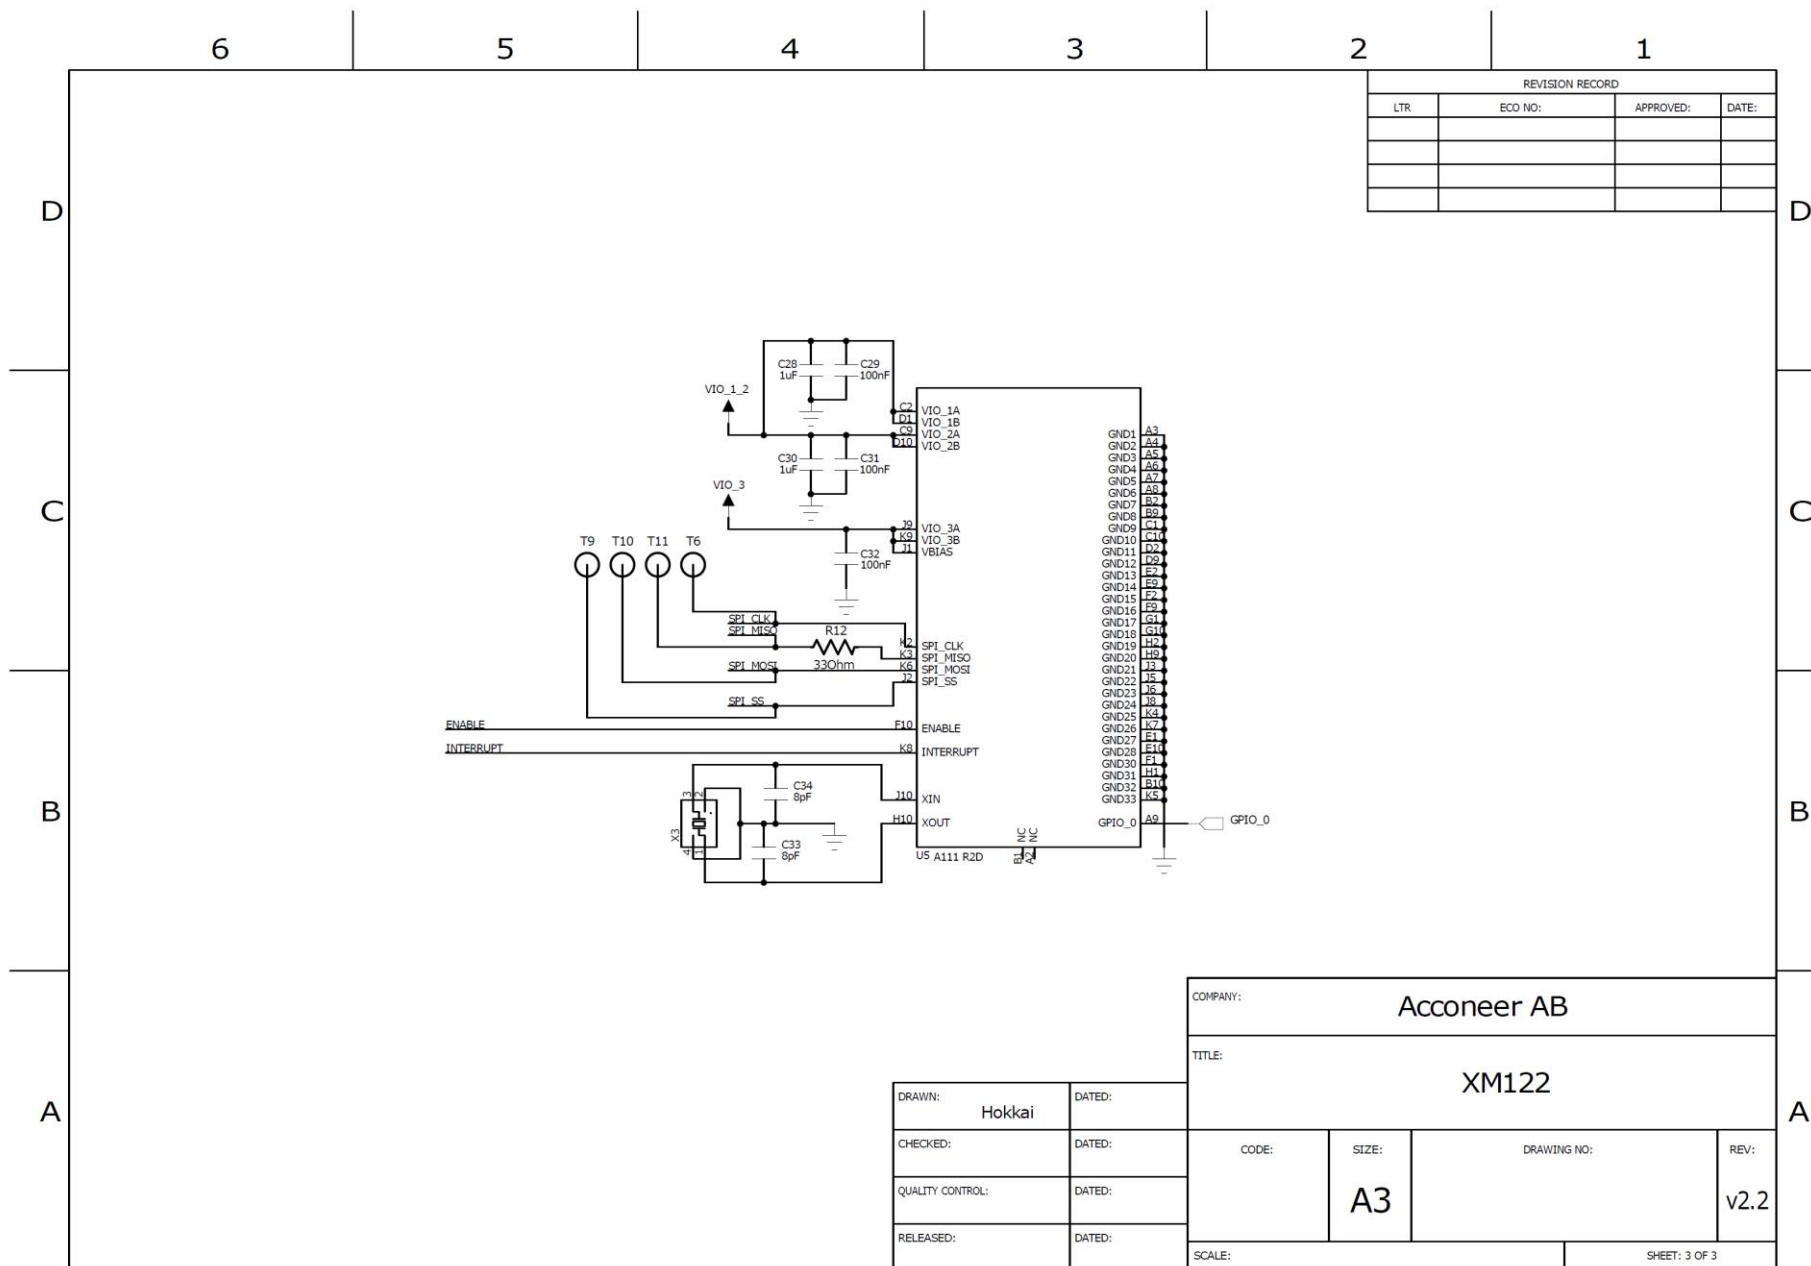 6 5 4 3 2 1
REVISION RECORD
LTR ECO NO: APPROVED: DATE:
D D
C28 1uF
C29 100nF
VIO_1_2
C2 VIO_1A
D1 VIO_1B
C9 VIO_2A
D10 VIO_2B
C30 1uF
C31 100nF
VIO_3
C C
J9 VIO_3A
K9 VIO_3B
J1 VBIAS
C32 100nF
T9 T10 T11 T6
SPI_CLK
SPI_MISO
R12
33Ohm
K2 SPI_CLK
K3 SPI_MISO
SPI_MOSI
K6 SPI_MOSI
J2 SPI_SS
SPI_SS
ENABLE F10 ENABLE
INTERRUPT K8 INTERRUPT
C34 8pF
J10 XIN
H10 XOUT
X3
3 2
4 1
C33 8pF
GND1 A3
GND2 A4
GND3 A5
GND4 A6
GND5 A7
GND6 A8
GND7 B2
GND8 B9
GND9 C1
GND10 C10
GND11 D2
GND12 D9
GND13 E2
GND14 E9
GND15 F2
GND16 F9
GND17 G1
GND18 G10
GND19 H2
GND20 H9
GND21 J3
GND22 J5
GND23 J6
GND24 J8
GND25 K4
GND26 K7
GND27 E1
GND28 E10
GND30 F1
GND31 H1
GND32 B10
GND33 K5
GPIO_0 A9 GPIO_0
U5 A111 R2D
B1 NC
A2 NC
B B
COMPANY:
Acconeer AB
TITLE:
XM122
A A
DRAWN: Hokkai DATED:
CHECKED: DATED:
QUALITY CONTROL: DATED:
RELEASED: DATED:
CODE: SIZE: DRAWING NO: REV:
A3 v2.2
SCALE: SHEET: 3 OF 3